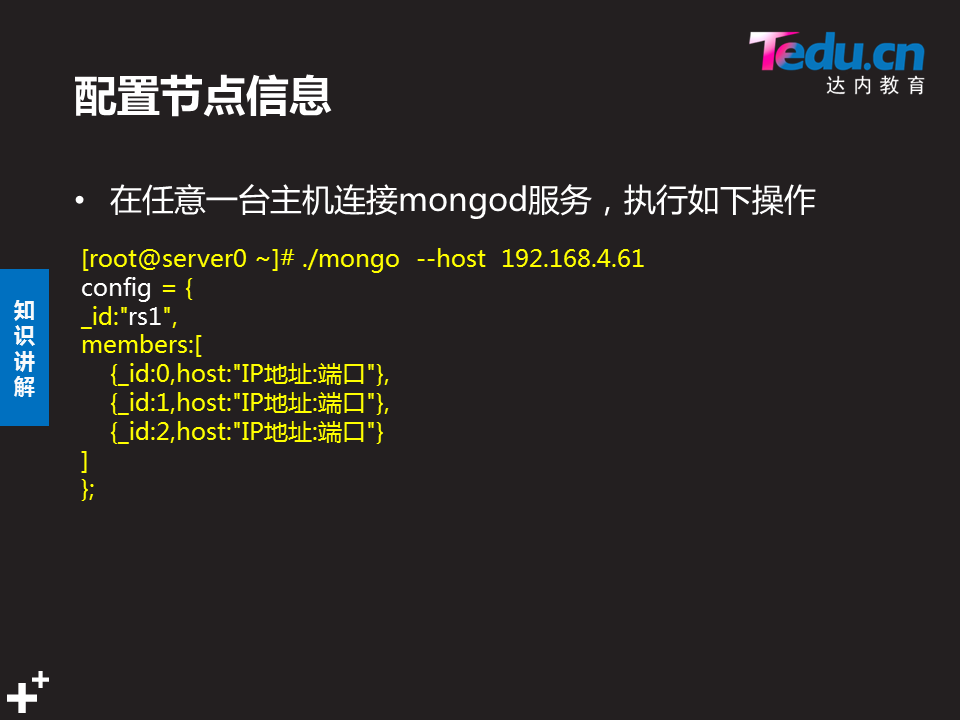 Tedu.cn
达内教育
配置节点信息
• 在任意一台主机连接mongod服务，执行如下操作
[root@server0 ~]# ./mongo --host 192.168.4.61
config = {
_id:"rs1",
members:[
{_id:0,host:"IP地址:端口"},
{_id:1,host:"IP地址:端口"},
{_id:2,host:"IP地址:端口"}
]
};
知识讲解